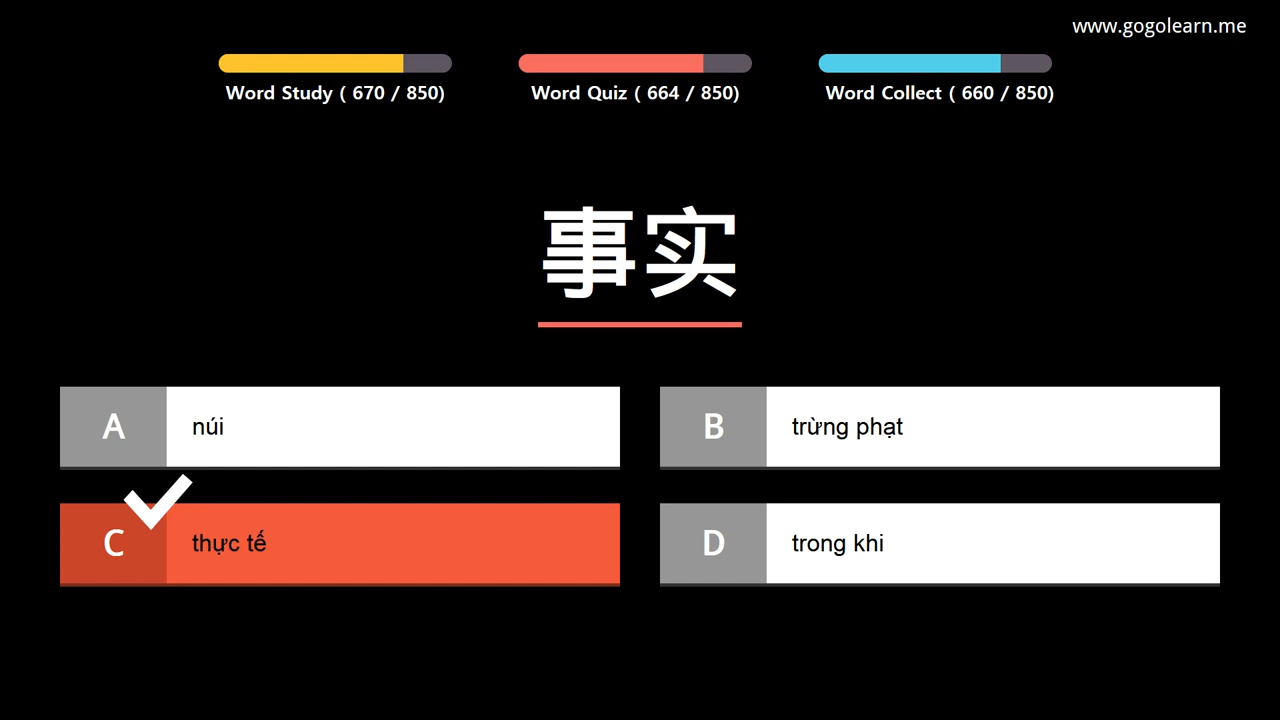 www.gogolearn.me
Word Study ( 670 / 850)
Word Quiz ( 664 / 850)
Word Collect ( 660 / 850)
事实
A núi
B trừng phạt
C thực tế
D trong khi